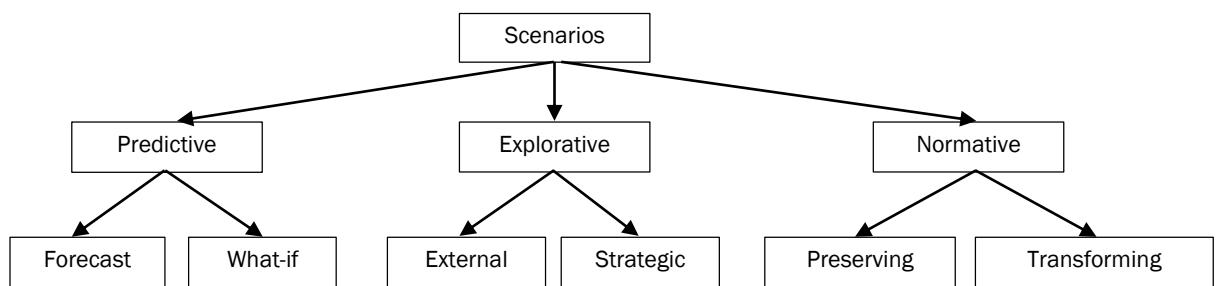 Scenarios
Predictive
Explorative
Normative
Forecast
What-if
External
Strategic
Preserving
Transforming